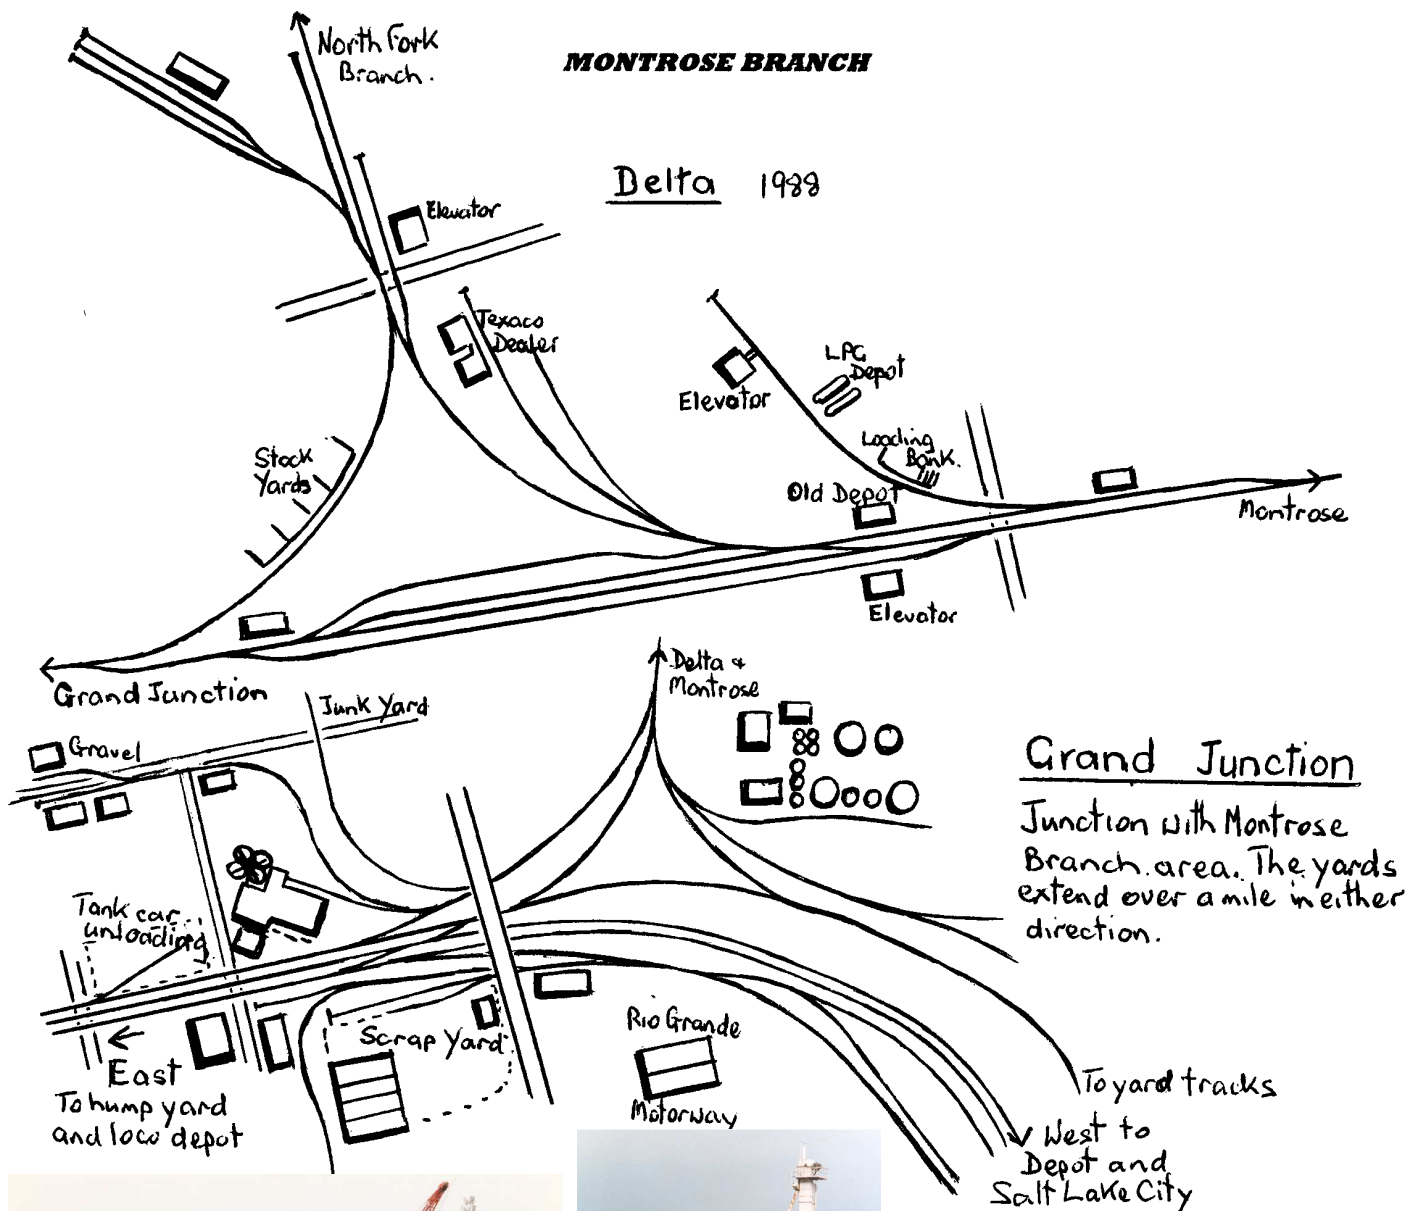 MONTROSE BRANCH
North Fork
Branch.
Delta 1988
Elevator
Texaco
Dealer
LPG
Depot
Elevator
Loading
Bank.
Stock
Yards
Old Depot
Montrose
Elevator
Grand Junction
Delta +
Montrose
Junk Yard
Gravel
Grand Junction
Junction with Montrose
Branch area. The yards
extend over a mile in either
direction.
Tank car
unloading
Scrap Yard
Rio Grande
Motorway
East
To hump yard
and loco depot
To yard tracks
West to
Depot and
Salt Lake City